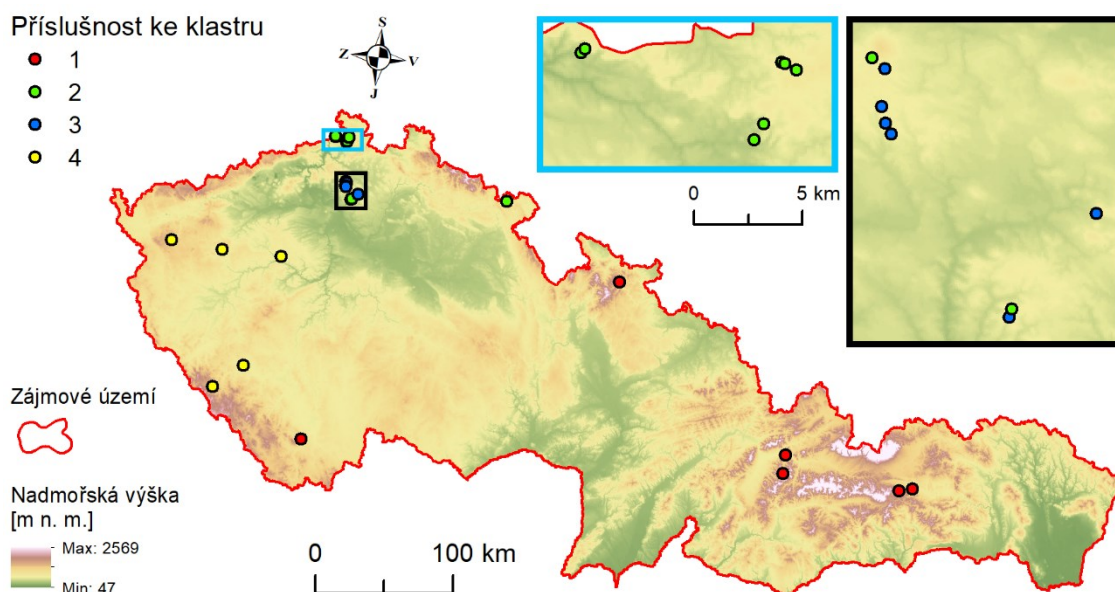 Příslušnost ke klastru
1
2
3
4
S
Z
V
J
0
5 km
Zájmové území
Nadmořská výška
[m n. m.]
Max: 2569
Min: 47
0
100 km